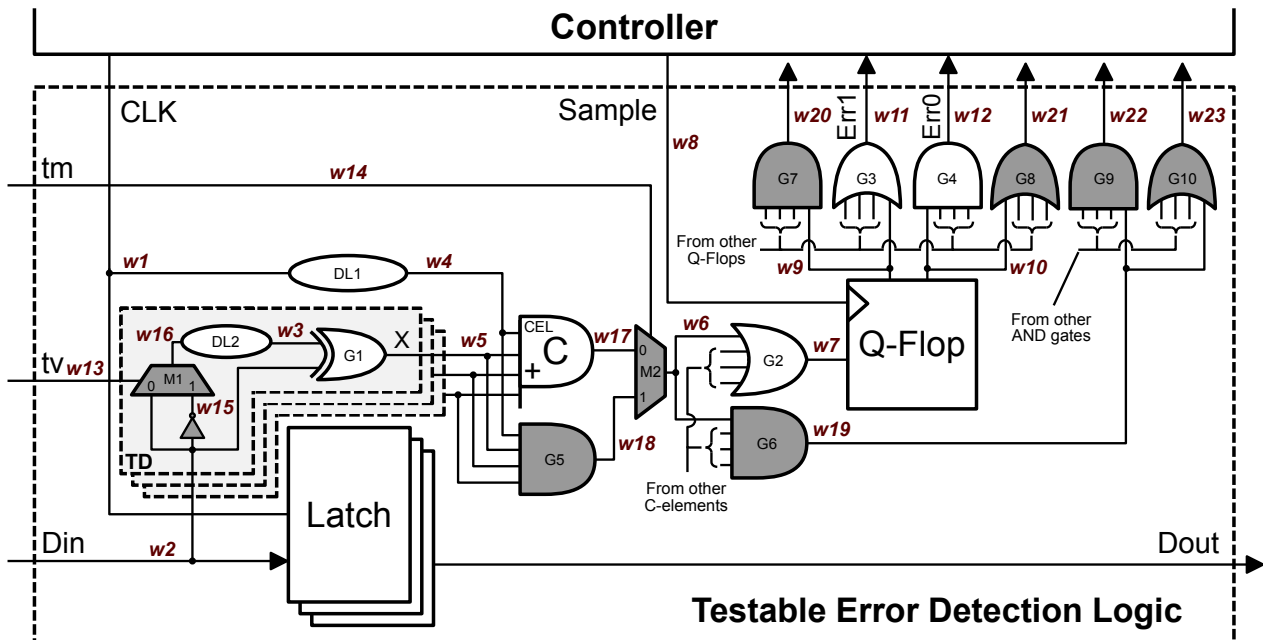 Controller
CLK
Sample
w8
w20
Err1
w11
Err0
w12
w21
w22
w23
tm
w14
G7
G3
G4
G8
G9
G10
From other
Q-Flops
w9
w10
From other
AND gates
w1
DL1
w4
w16
DL2
w3
G1
X
w5
CEL
C
+
w17
w6
G2
w7
Q-Flop
tv
w13
M1
0
1
w15
TD
0
M2
1
G5
w18
G6
w19
From other
C-elements
Latch
Din
w2
Dout
Testable Error Detection Logic